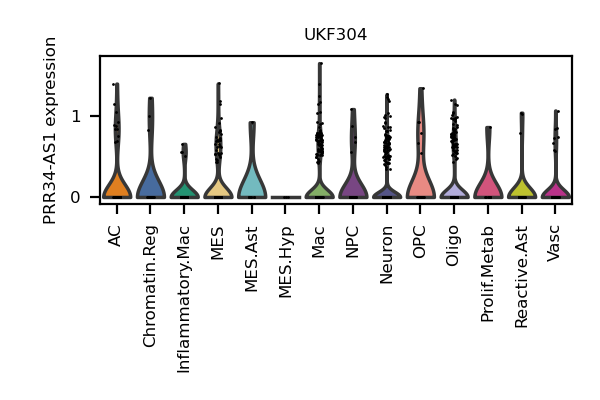 UKF304
PRR34-AS1 expression
1
0
AC
Chromatin.Reg
Inflammatory.Mac
MES
MES.Ast
MES.Hyp
Mac
NPC
Neuron
OPC
Oligo
Prolif.Metab
Reactive.Ast
Vasc